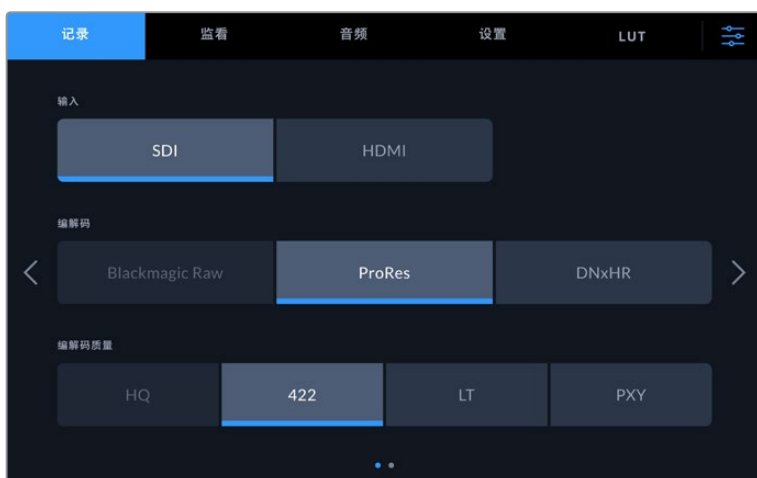 记录 监看 音频 设置 LUT
输入
SDI HDMI
编解码
Blackmagic Raw ProRes DNxHR
编解码质量
HQ 422 LT PXY